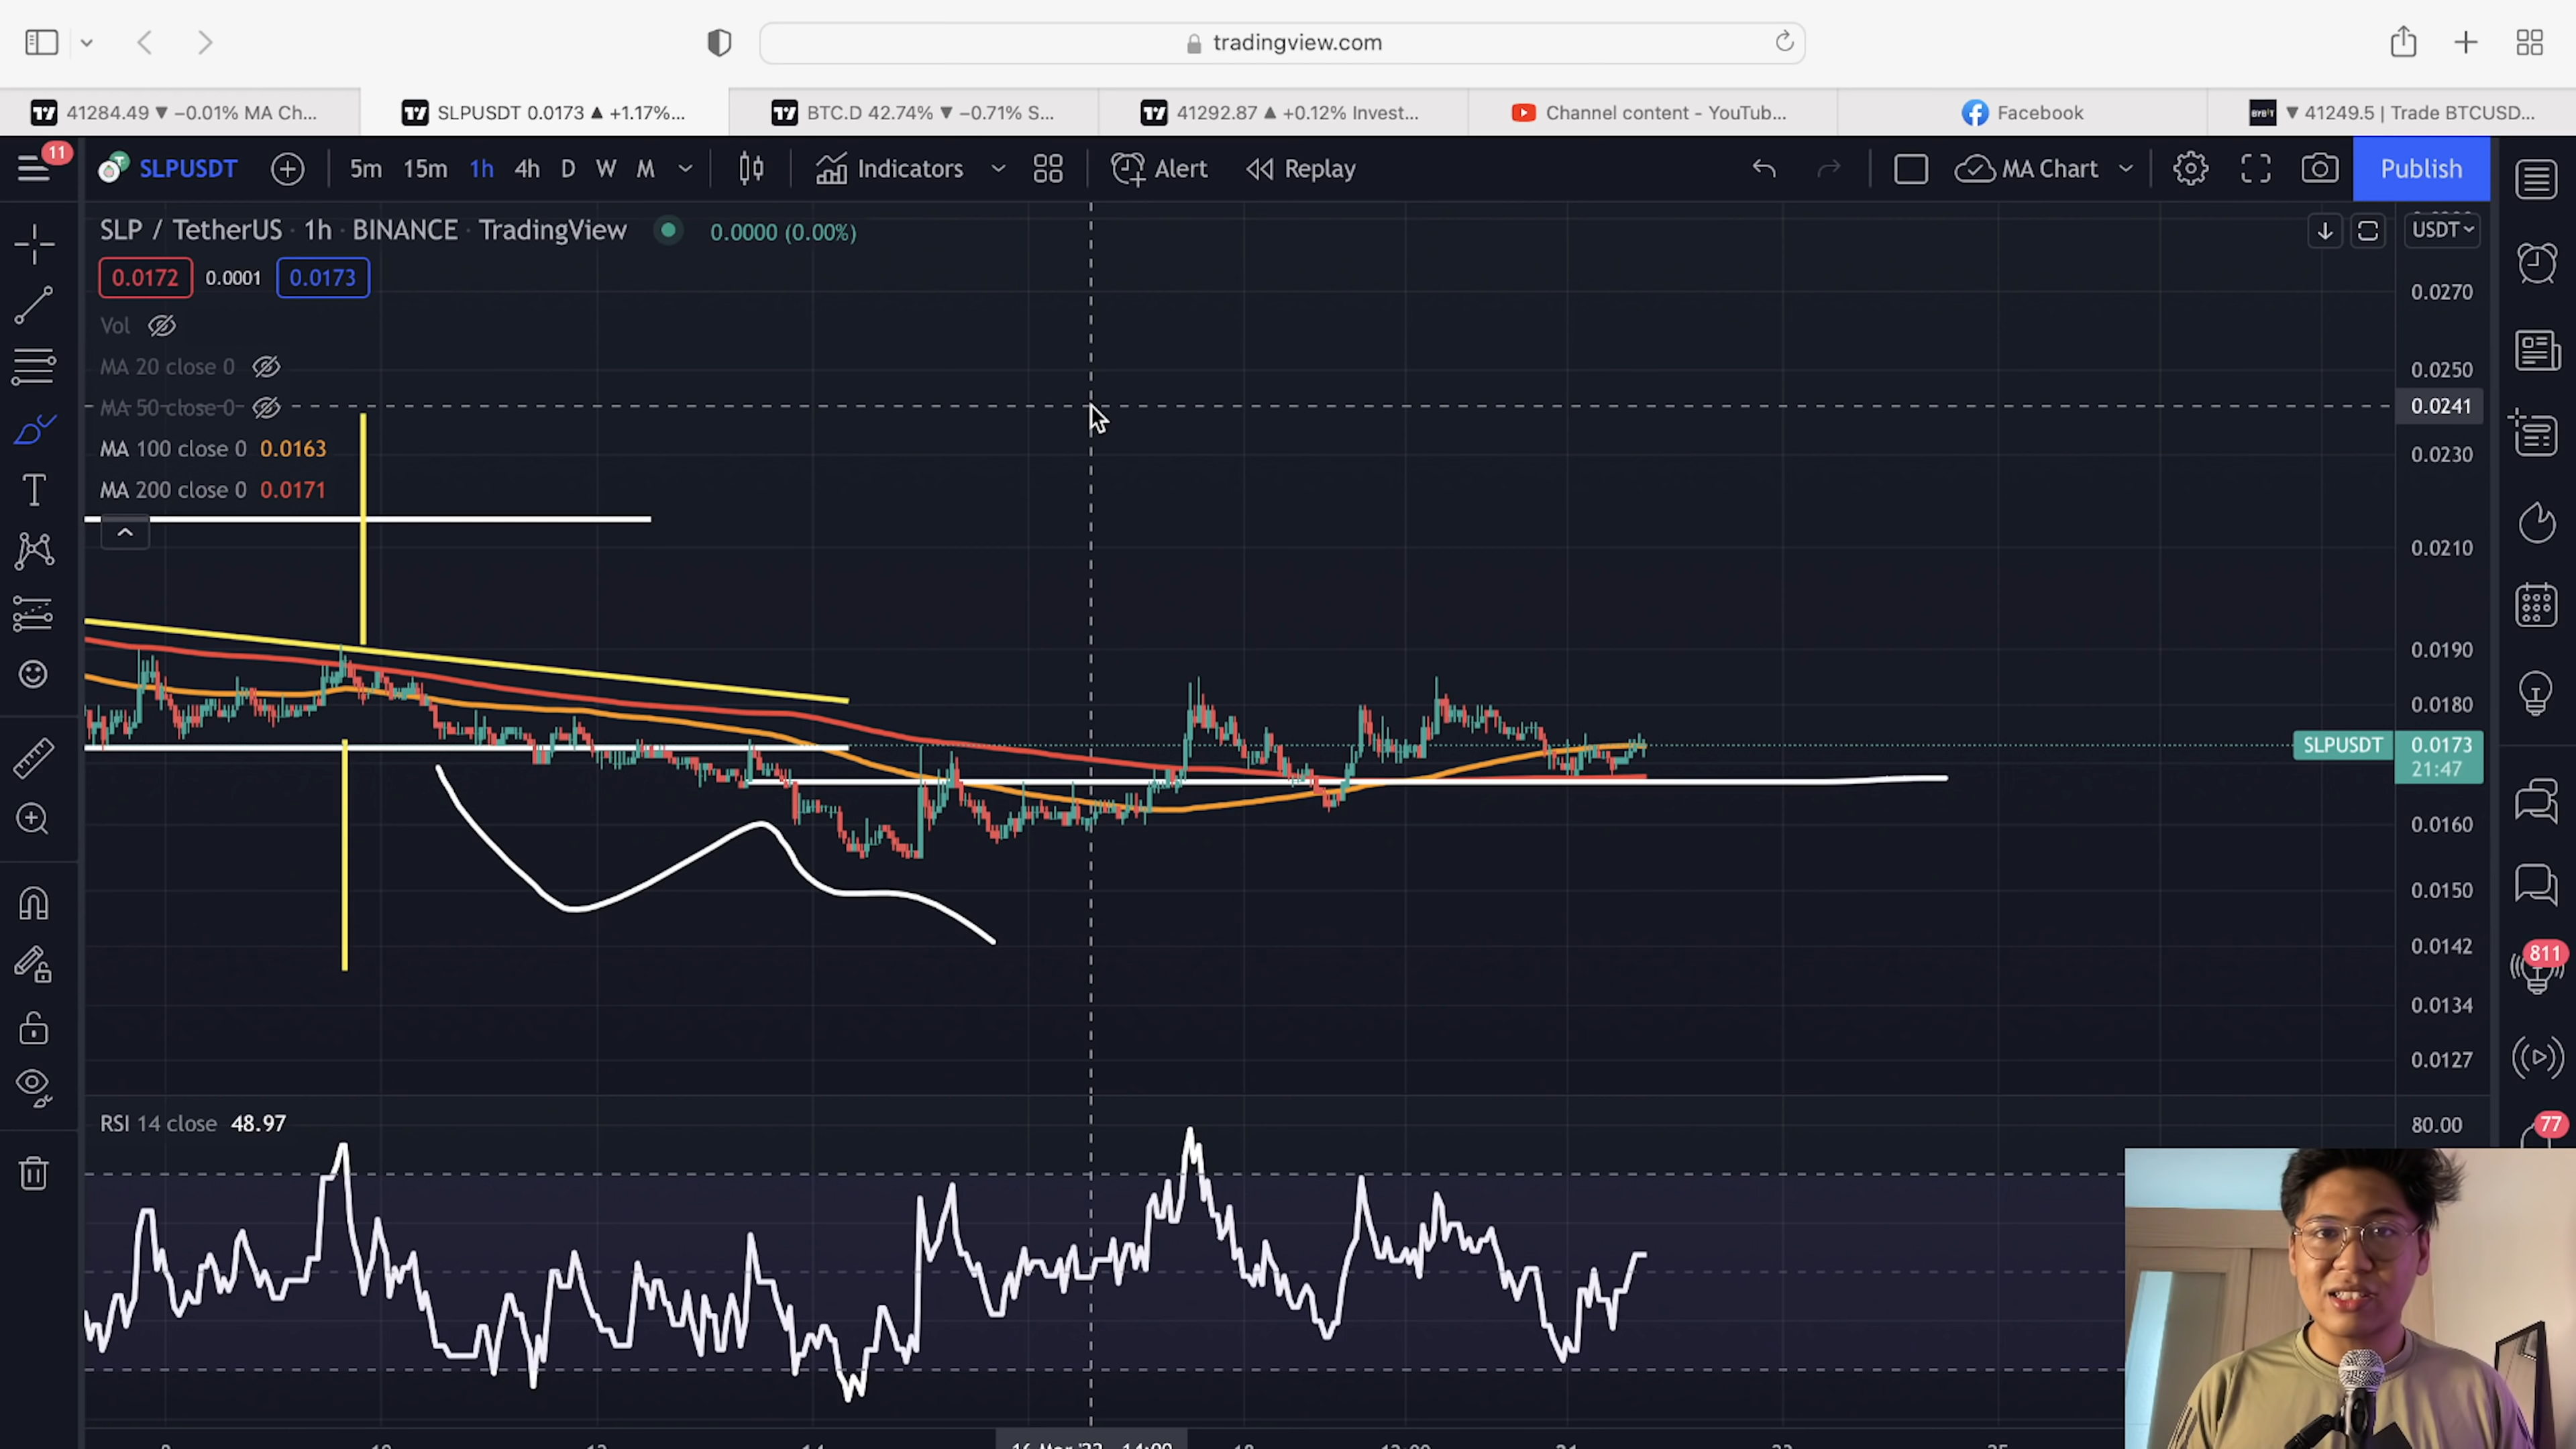 tradingview.com
41284.49 ▼ −0.01% MA Ch...
SLPUSDT 0.0173 ▲ +1.17%...
BTC.D 42.74% ▼ −0.71% S...
41292.87 ▲ +0.12% Invest...
Channel content - YouTub...
Facebook
▼ 41249.5 | Trade BTCUSD...
11
SLPUSDT
5m 15m 1h 4h D W M
Indicators
Alert
Replay
MA Chart
Publish
SLP / TetherUS · 1h · BINANCE · TradingView
0.0000 (0.00%)
USDT
0.0172 0.0001 0.0173
Vol
MA 20 close 0
MA 50 close 0
MA 100 close 0 0.0163
MA 200 close 0 0.0171
0.0270
0.0250
0.0241
0.0230
0.0210
0.0190
0.0180
SLPUSDT 0.0173
21:47
0.0160
0.0150
0.0142
0.0134
0.0127
811
RSI 14 close 48.97
80.00
77